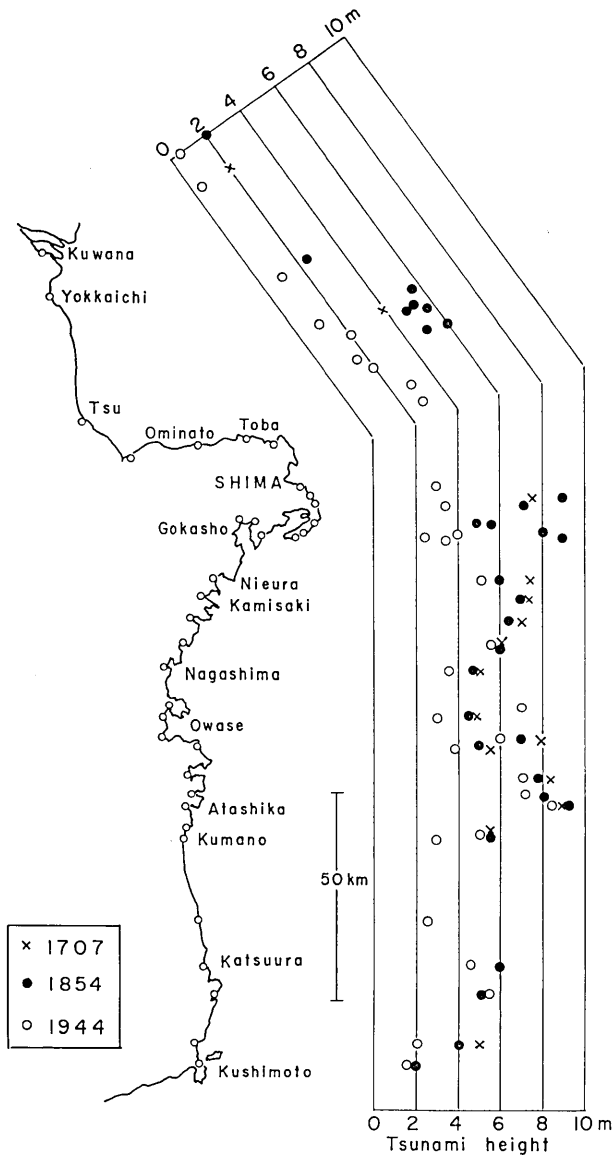 0 2 4 6 8 10 m
Kuwana
Yokkaichi
Tsu
Ominato
Toba
SHIMA
Gokasho
Nieura
Kamisaki
Nagashima
Owase
Atashika
Kumano
50 km
Katsuura
Kushimoto
× 1707
● 1854
○ 1944
0 2 4 6 8 10 m
Tsunami height